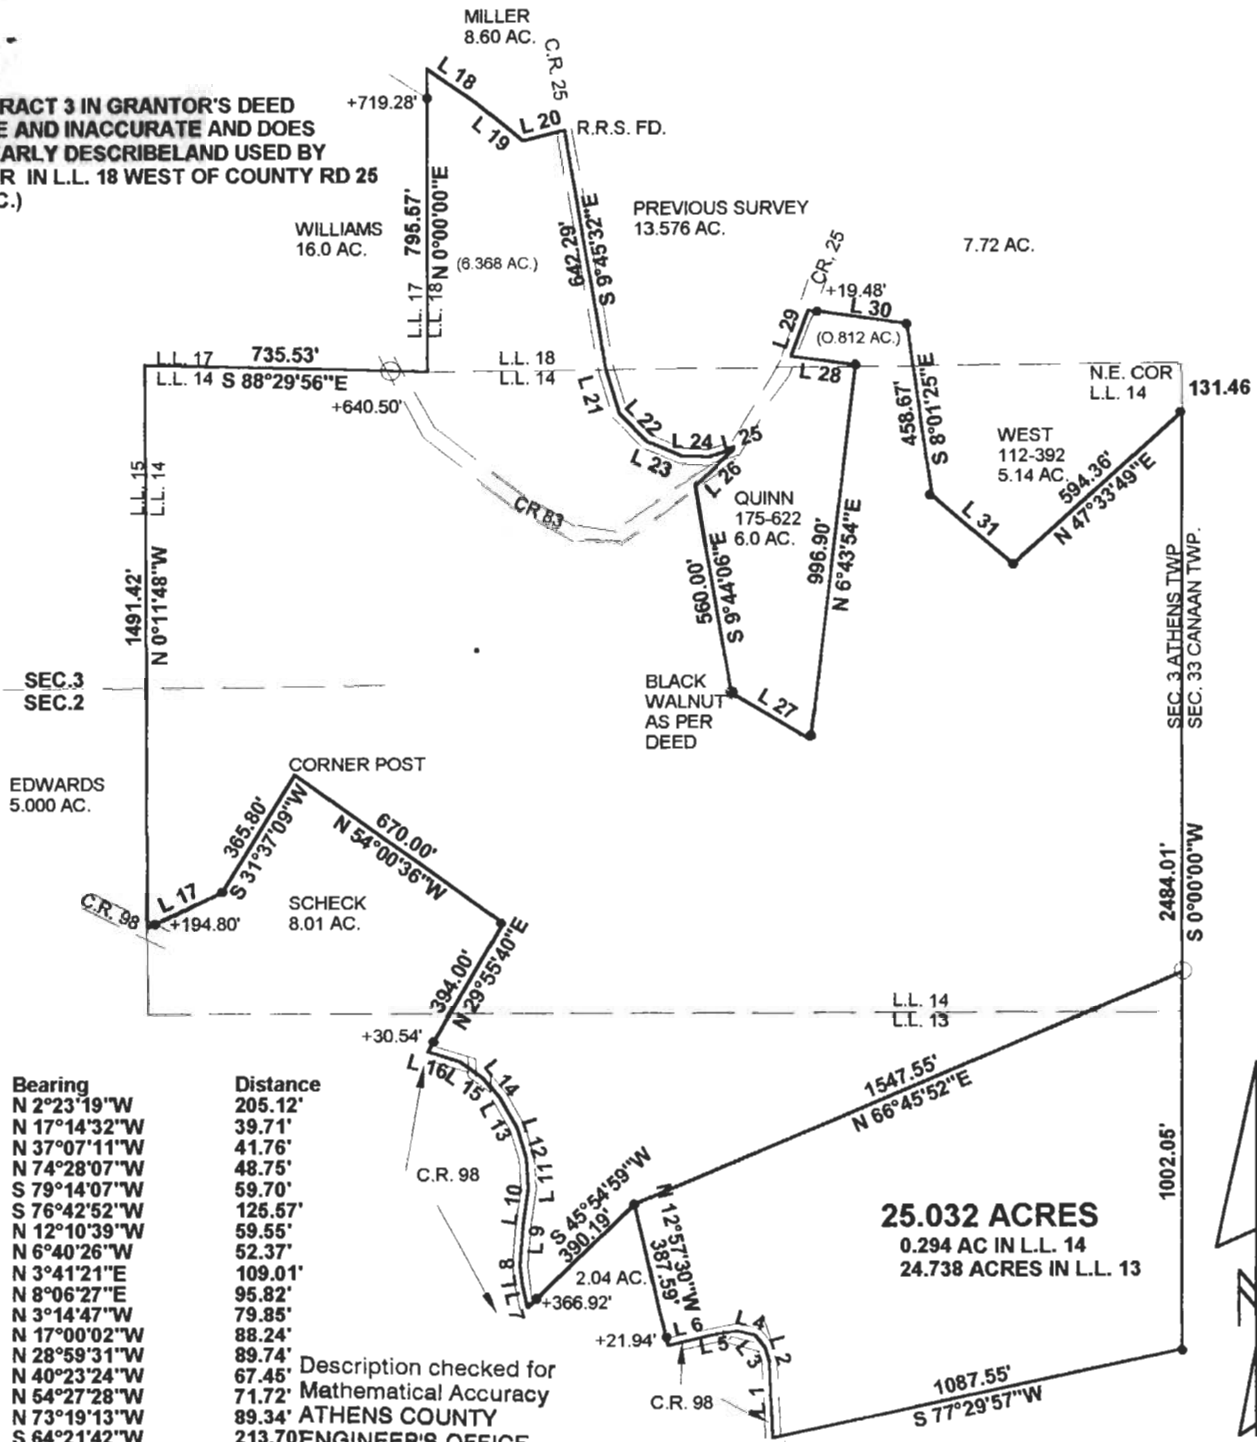 MILLER
8.60 AC.
C.R. 25
L 18
+719.28'
L 19
L 20
R.R.S. FD.
RACT 3 IN GRANTOR'S DEED
E AND INACCURATE AND DOES
EARLY DESCRIBELAND USED BY
R IN L.L. 18 WEST OF COUNTY RD 25
C.)
WILLIAMS
16.0 AC.
795.57'
N 0°00'00"E
(6.368 AC.)
L.L. 17
L.L. 18
642.29'
S 9°45'32"E
PREVIOUS SURVEY
13.576 AC.
CR. 25
7.72 AC.
+19.48'
L 29
L 30
(0.812 AC.)
L 28
L.L. 17
735.53'
L.L. 14
S 88°29'56"E
+640.50'
L.L. 18
L.L. 14
L 21
L 22
L 23
L 24
L 25
L 26
N.E. COR
L.L. 14
131.46
458.67'
S 8°01'25"E
WEST
112-392
5.14 AC.
594.36'
N 47°33'49"E
L 31
L.L. 15
L.L. 14
CR 83
QUINN
175-622
6.0 AC.
996.90'
N 6°43'54"E
560.00'
S 9°44'06"E
1491.42'
N 0°11'48"W
SEC. 3 ATHENS TWP
SEC. 33 CANAAN TWP.
SEC.3
SEC.2
BLACK
WALNUT
AS PER
DEED
L 27
EDWARDS
5.000 AC.
CORNER POST
365.80'
S 31°37'09"W
670.00'
N 54°00'36"W
L 17
C.R. 98
+194.80'
SCHECK
8.01 AC.
2484.01'
S 0°00'00"W
394.00'
N 29°55'40"E
+30.54'
L.L. 14
L.L. 13
L 16
L 15
L 14
L 13
L 12
L 11
L 10
L 9
L 8
L 7
C.R. 98
1547.55'
N 66°45'52"E
1002.05'
S 45°54'59"W
390.19'
N 12°57'30"W
387.59'
2.04 AC.
+366.92'
+21.94'
L 6
L 5
L 4
L 3
L 2
L 1
C.R. 98
25.032 ACRES
0.294 AC IN L.L. 14
24.738 ACRES IN L.L. 13
1087.55'
S 77°29'57"W
Bearing Distance
N 2°23'19"W 205.12'
N 17°14'32"W 39.71'
N 37°07'11"W 41.76'
N 74°28'07"W 48.75'
S 79°14'07"W 59.70'
S 76°42'52"W 125.57'
N 12°10'39"W 59.55'
N 6°40'26"W 52.37'
N 3°41'21"E 109.01'
N 8°06'27"E 95.82'
N 3°14'47"W 79.85'
N 17°00'02"W 88.24'
N 28°59'31"W 89.74'
N 40°23'24"W 67.45'
N 54°27'28"W 71.72'
N 73°19'13"W 89.34'
S 64°21'42"W 213.70
Description checked for
Mathematical Accuracy
ATHENS COUNTY
ENGINEER'S OFFICE